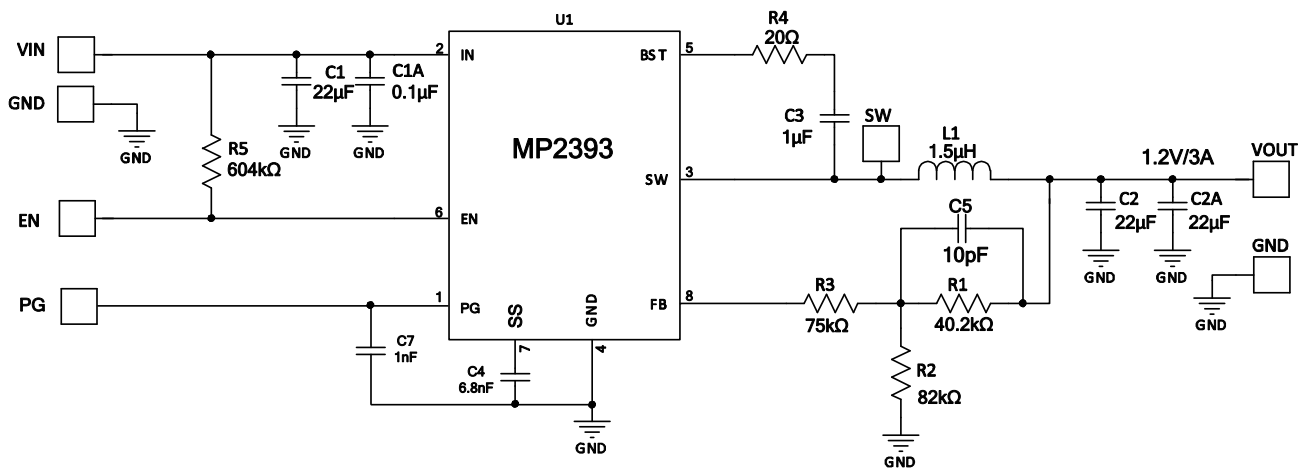 U1
VIN
2
IN
C1
22µF
C1A
0.1µF
GND
GND
GND
GND
R5
604kΩ
EN
6
EN
PG
1
PG
C7
1nF
C4
6.8nF
SS
7
GND
4
GND
MP2393
BST
5
R4
20Ω
C3
1µF
SW
SW
3
L1
1.5µH
1.2V/3A
VOUT
C2
22µF
C2A
22µF
GND
GND
GND
GND
C5
10pF
FB
8
R3
75kΩ
R1
40.2kΩ
R2
82kΩ
GND